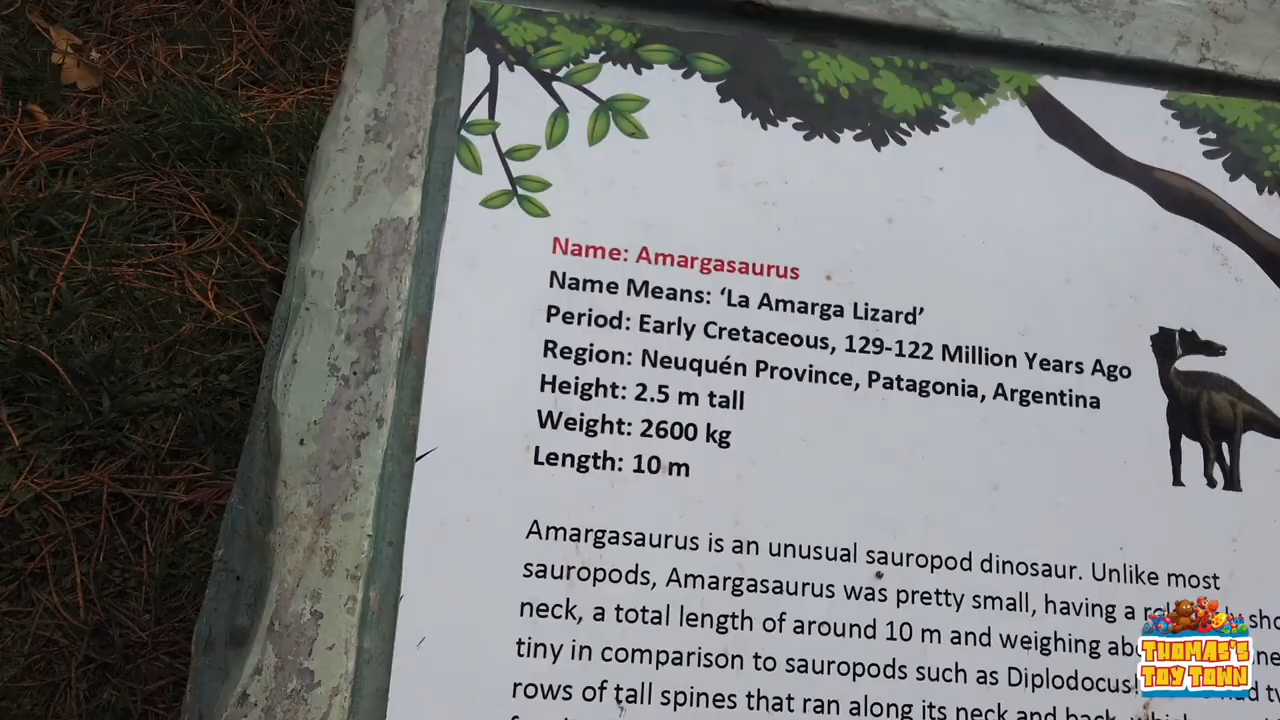 Name: Amargasaurus
Name Means: ‘La Amarga Lizard’
Period: Early Cretaceous, 129-122 Million Years Ago
Region: Neuquén Province, Patagonia, Argentina
Height: 2.5 m tall
Weight: 2600 kg
Length: 10 m
Amargasaurus is an unusual sauropod dinosaur. Unlike most
sauropods, Amargasaurus was pretty small, having a
neck, a total length of around 10 m and weighing
tiny in comparison to sauropods such as Diplodocus!
rows of tall spines that ran along its neck and back,
THOMAS'S
TOY TOWN